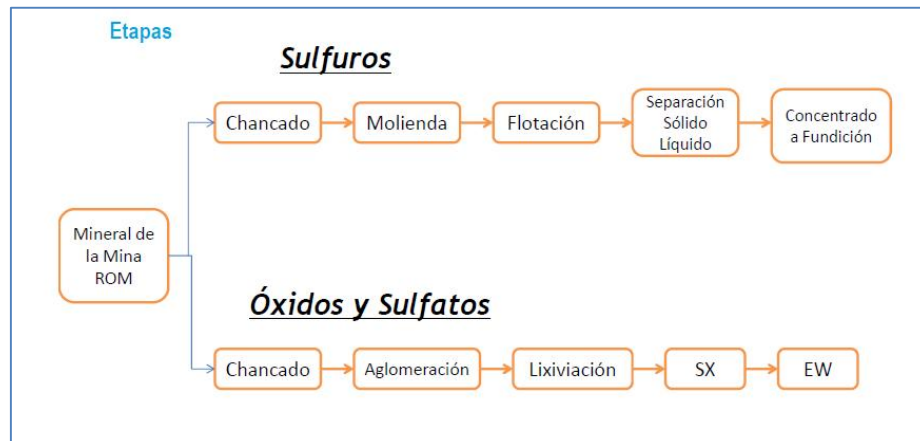 Etapas
Sulfuros
Chancado
Molienda
Flotación
Separación
Sólido
Líquido
Concentrado
a Fundición
Mineral de
la Mina
ROM
Óxidos y Sulfatos
Chancado
Aglomeración
Lixiviación
SX
EW